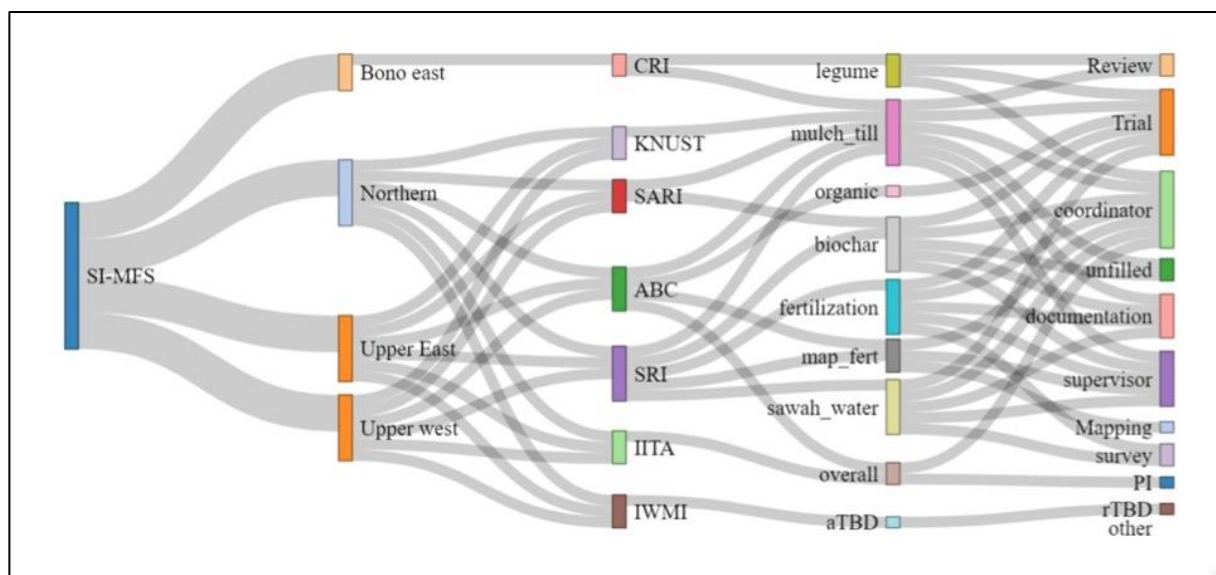 SI-MFS
Bono east
Northern
Upper East
Upper west
CRI
KNUST
SARI
ABC
SRI
IITA
IWMI
legume
mulch_till
organic
biochar
fertilization
map_fert
sawah_water
overall
aTBD
Review
Trial
coordinator
unfilled
documentation
supervisor
Mapping
survey
PI
rTBD
other